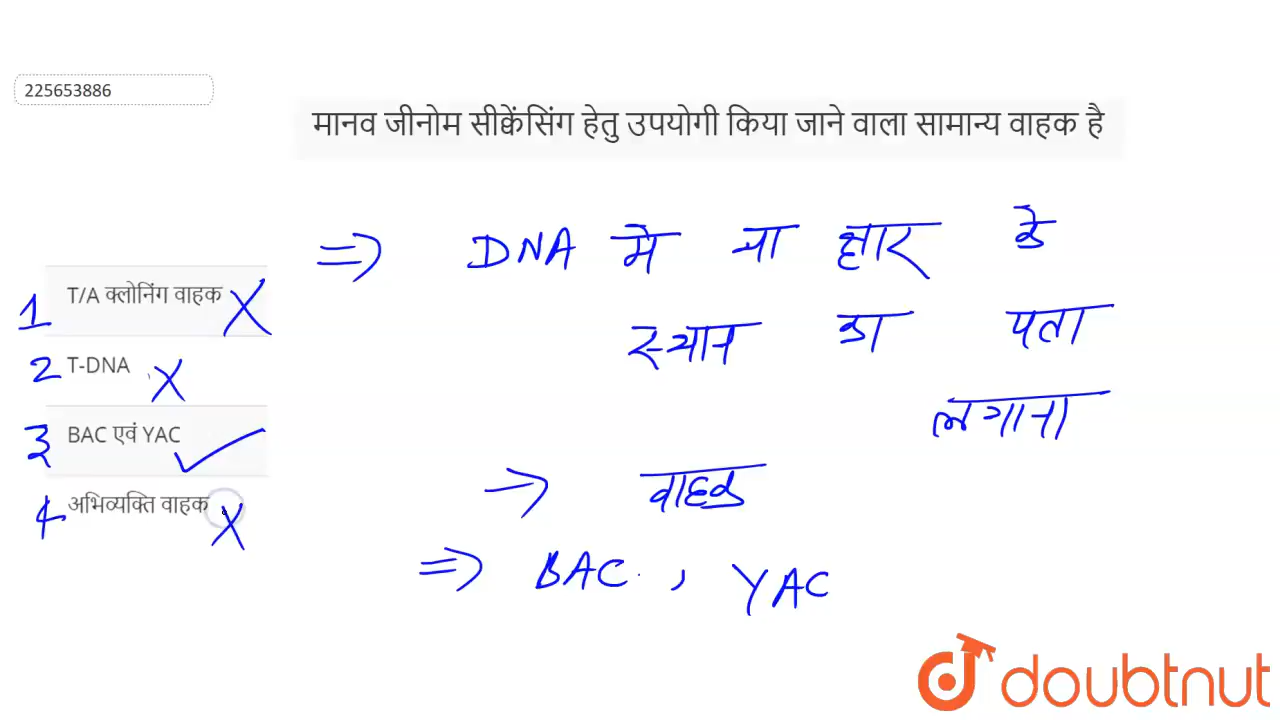 225653886
मानव जीनोम सीक्वेंसिंग हेतु उपयोगी किया जाने वाला सामान्य वाहक है
⇒ DNA मे चा क्षार के
स्थान का पता
लगाना
→ वाहक
⇒ BAC , YAC
1 T/A क्लोनिंग वाहक X
2 T-DNA X
3 BAC एवं YAC ✓
4 अभिव्यक्ति वाहक X
doubtnut